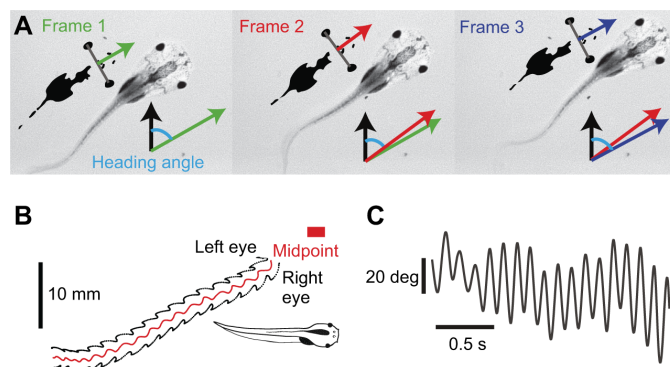 A
Frame 1
Frame 2
Frame 3
Heading angle
B
Left eye
Midpoint
Right
eye
10 mm
C
20 deg
0.5 s